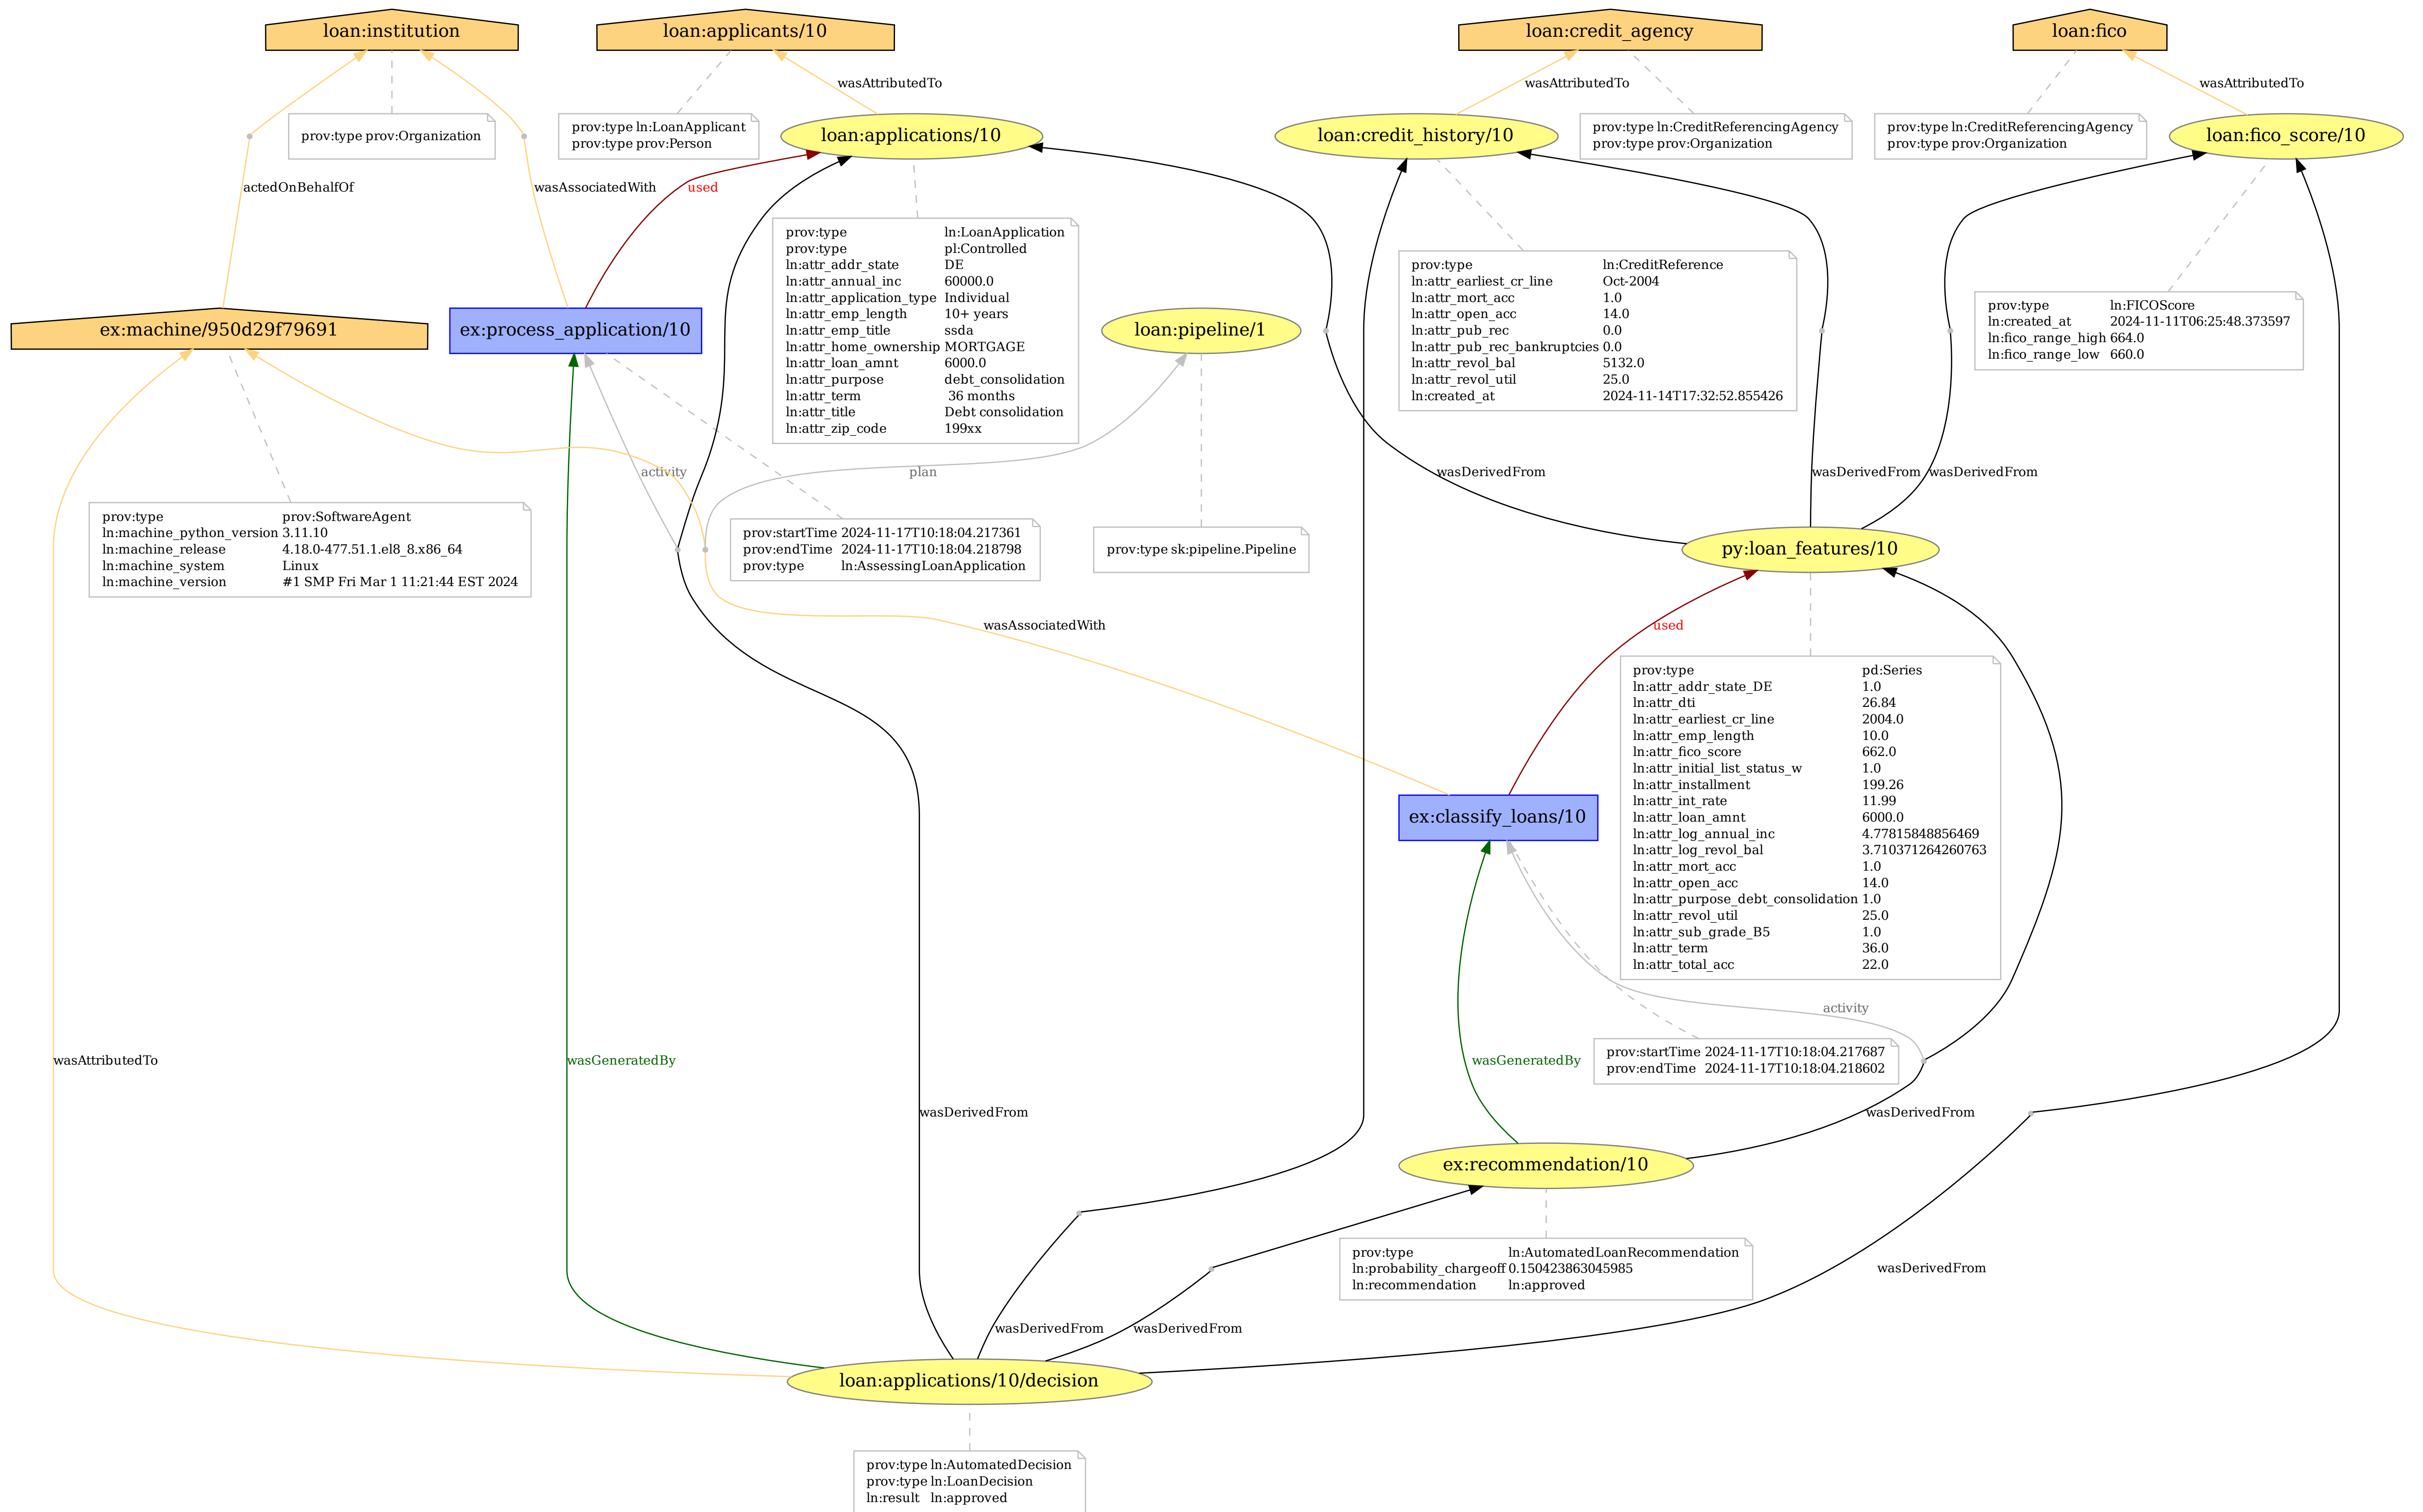 loan:institution
loan:applicants/10
loan:credit_agency
loan:fico
wasAttributedTo
wasAttributedTo
wasAttributedTo
prov:type prov:Organization
prov:type ln:LoanApplicant
prov:type prov:Person
loan:applications/10
loan:credit_history/10
prov:type ln:CreditReferencingAgency
prov:type prov:Organization
prov:type ln:CreditReferencingAgency
prov:type prov:Organization
loan:fico_score/10
actedOnBehalfOf
wasAssociatedWith
used
prov:type ln:LoanApplication
prov:type pl:Controlled
ln:attr_addr_state DE
ln:attr_annual_inc 60000.0
ln:attr_application_type Individual
ln:attr_emp_length 10+ years
ln:attr_emp_title ssda
ln:attr_home_ownership MORTGAGE
ln:attr_loan_amnt 6000.0
ln:attr_purpose debt_consolidation
ln:attr_term 36 months
ln:attr_title Debt consolidation
ln:attr_zip_code 199xx
prov:type ln:CreditReference
ln:attr_earliest_cr_line Oct-2004
ln:attr_mort_acc 1.0
ln:attr_open_acc 14.0
ln:attr_pub_rec 0.0
ln:attr_pub_rec_bankruptcies 0.0
ln:attr_revol_bal 5132.0
ln:attr_revol_util 25.0
ln:created_at 2024-11-14T17:32:52.855426
prov:type ln:FICOScore
ln:created_at 2024-11-11T06:25:48.373597
ln:fico_range_high 664.0
ln:fico_range_low 660.0
ex:machine/950d29f79691
ex:process_application/10
loan:pipeline/1
activity
plan
wasDerivedFrom
wasDerivedFrom
wasDerivedFrom
prov:type prov:SoftwareAgent
ln:machine_python_version 3.11.10
ln:machine_release 4.18.0-477.51.1.el8_8.x86_64
ln:machine_system Linux
ln:machine_version #1 SMP Fri Mar 1 11:21:44 EST 2024
prov:startTime 2024-11-17T10:18:04.217361
prov:endTime 2024-11-17T10:18:04.218798
prov:type ln:AssessingLoanApplication
prov:type sk:pipeline.Pipeline
py:loan_features/10
wasAssociatedWith
used
prov:type pd:Series
ln:attr_addr_state_DE 1.0
ln:attr_dti 26.84
ln:attr_earliest_cr_line 2004.0
ln:attr_emp_length 10.0
ln:attr_fico_score 662.0
ln:attr_initial_list_status_w 1.0
ln:attr_installment 199.26
ln:attr_int_rate 11.99
ln:attr_loan_amnt 6000.0
ln:attr_log_annual_inc 4.77815848856469
ln:attr_log_revol_bal 3.710371264260763
ln:attr_mort_acc 1.0
ln:attr_open_acc 14.0
ln:attr_purpose_debt_consolidation 1.0
ln:attr_revol_util 25.0
ln:attr_sub_grade_B5 1.0
ln:attr_term 36.0
ln:attr_total_acc 22.0
ex:classify_loans/10
activity
wasAttributedTo
wasGeneratedBy
wasGeneratedBy
prov:startTime 2024-11-17T10:18:04.217687
prov:endTime 2024-11-17T10:18:04.218602
wasDerivedFrom
wasDerivedFrom
ex:recommendation/10
prov:type ln:AutomatedLoanRecommendation
ln:probability_chargeoff 0.150423863045985
ln:recommendation ln:approved
wasDerivedFrom
wasDerivedFrom
wasDerivedFrom
loan:applications/10/decision
prov:type ln:AutomatedDecision
prov:type ln:LoanDecision
ln:result ln:approved